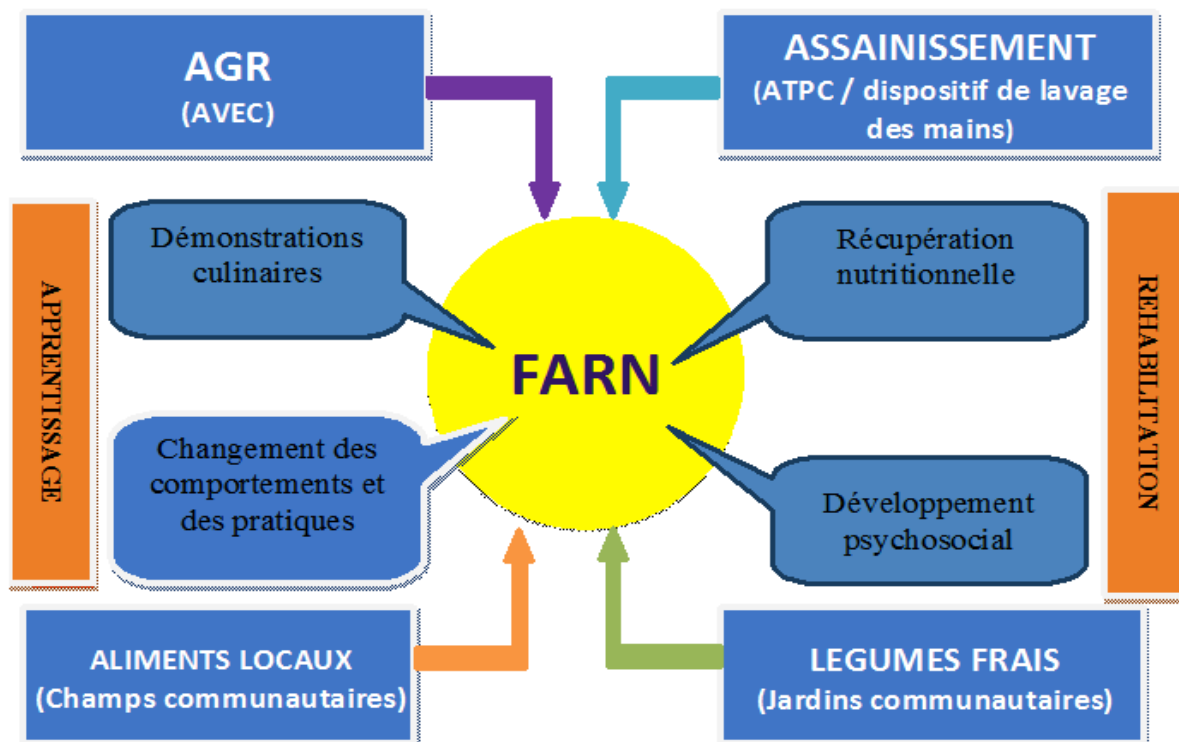 AGR
(AVEC)
ASSAINISSEMENT
(ATPC / dispositif de lavage
des mains)
APPRENTISSAGE
Démonstrations
culinaires
Récupération
nutritionnelle
REHABILITATION
FARN
Changement des
comportements et
des pratiques
Développement
psychosocial
ALIMENTS LOCAUX
(Champs communautaires)
LEGUMES FRAIS
(Jardins communautaires)